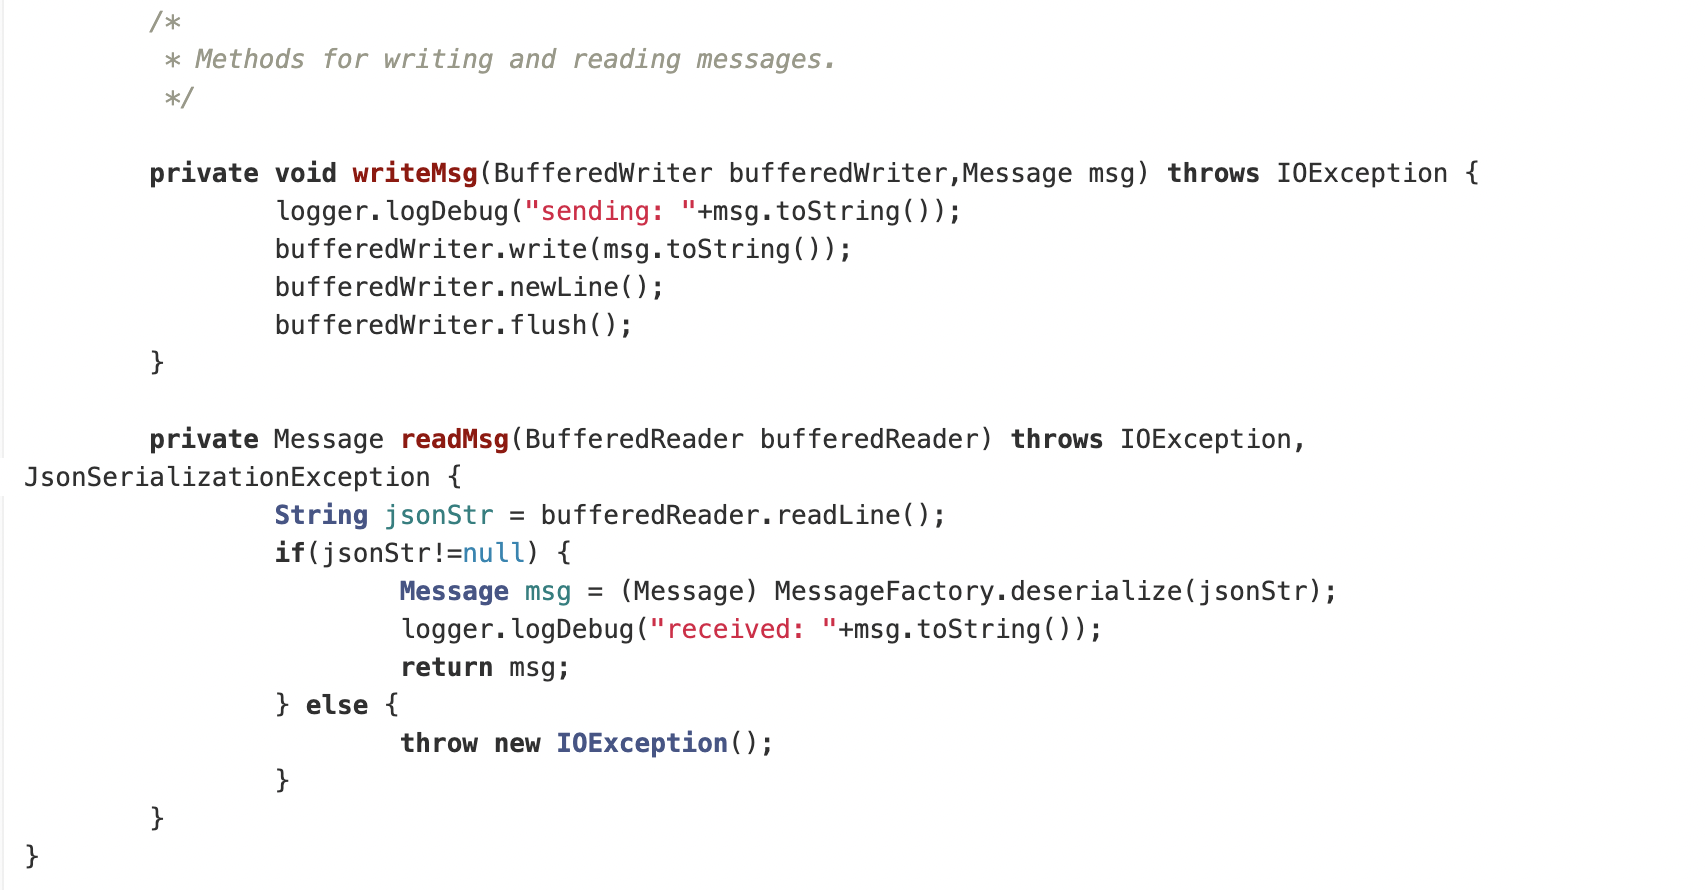 /*
* Methods for writing and reading messages.
*/
private void writeMsg(BufferedWriter bufferedWriter,Message msg) throws IOException {
logger.logDebug("sending: "+msg.toString());
bufferedWriter.write(msg.toString());
bufferedWriter.newLine();
bufferedWriter.flush();
}
private Message readMsg(BufferedReader bufferedReader) throws IOException,
JsonSerializationException {
String jsonStr = bufferedReader.readLine();
if(jsonStr!=null) {
Message msg = (Message) MessageFactory.deserialize(jsonStr);
logger.logDebug("received: "+msg.toString());
return msg;
} else {
throw new IOException();
}
}
}